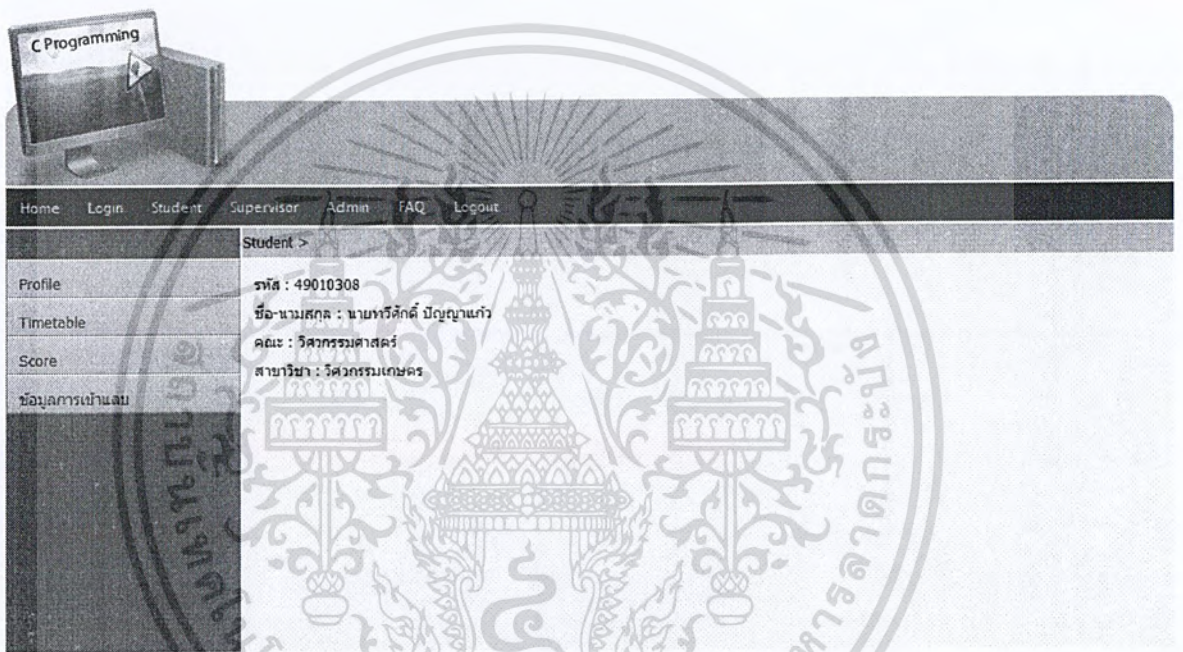 C Programming
Home Login Student Supervisor Admin FAQ Logout
Student >
Profile
Timetable
Score
ข้อมูลการเข้าแลบ
รหัส : 49010308
ชื่อ-นามสกุล : นายทวีศักดิ์ ปัญญาแก้ว
คณะ : วิศวกรรมศาสตร์
สาขาวิชา : วิศวกรรมเกษตร